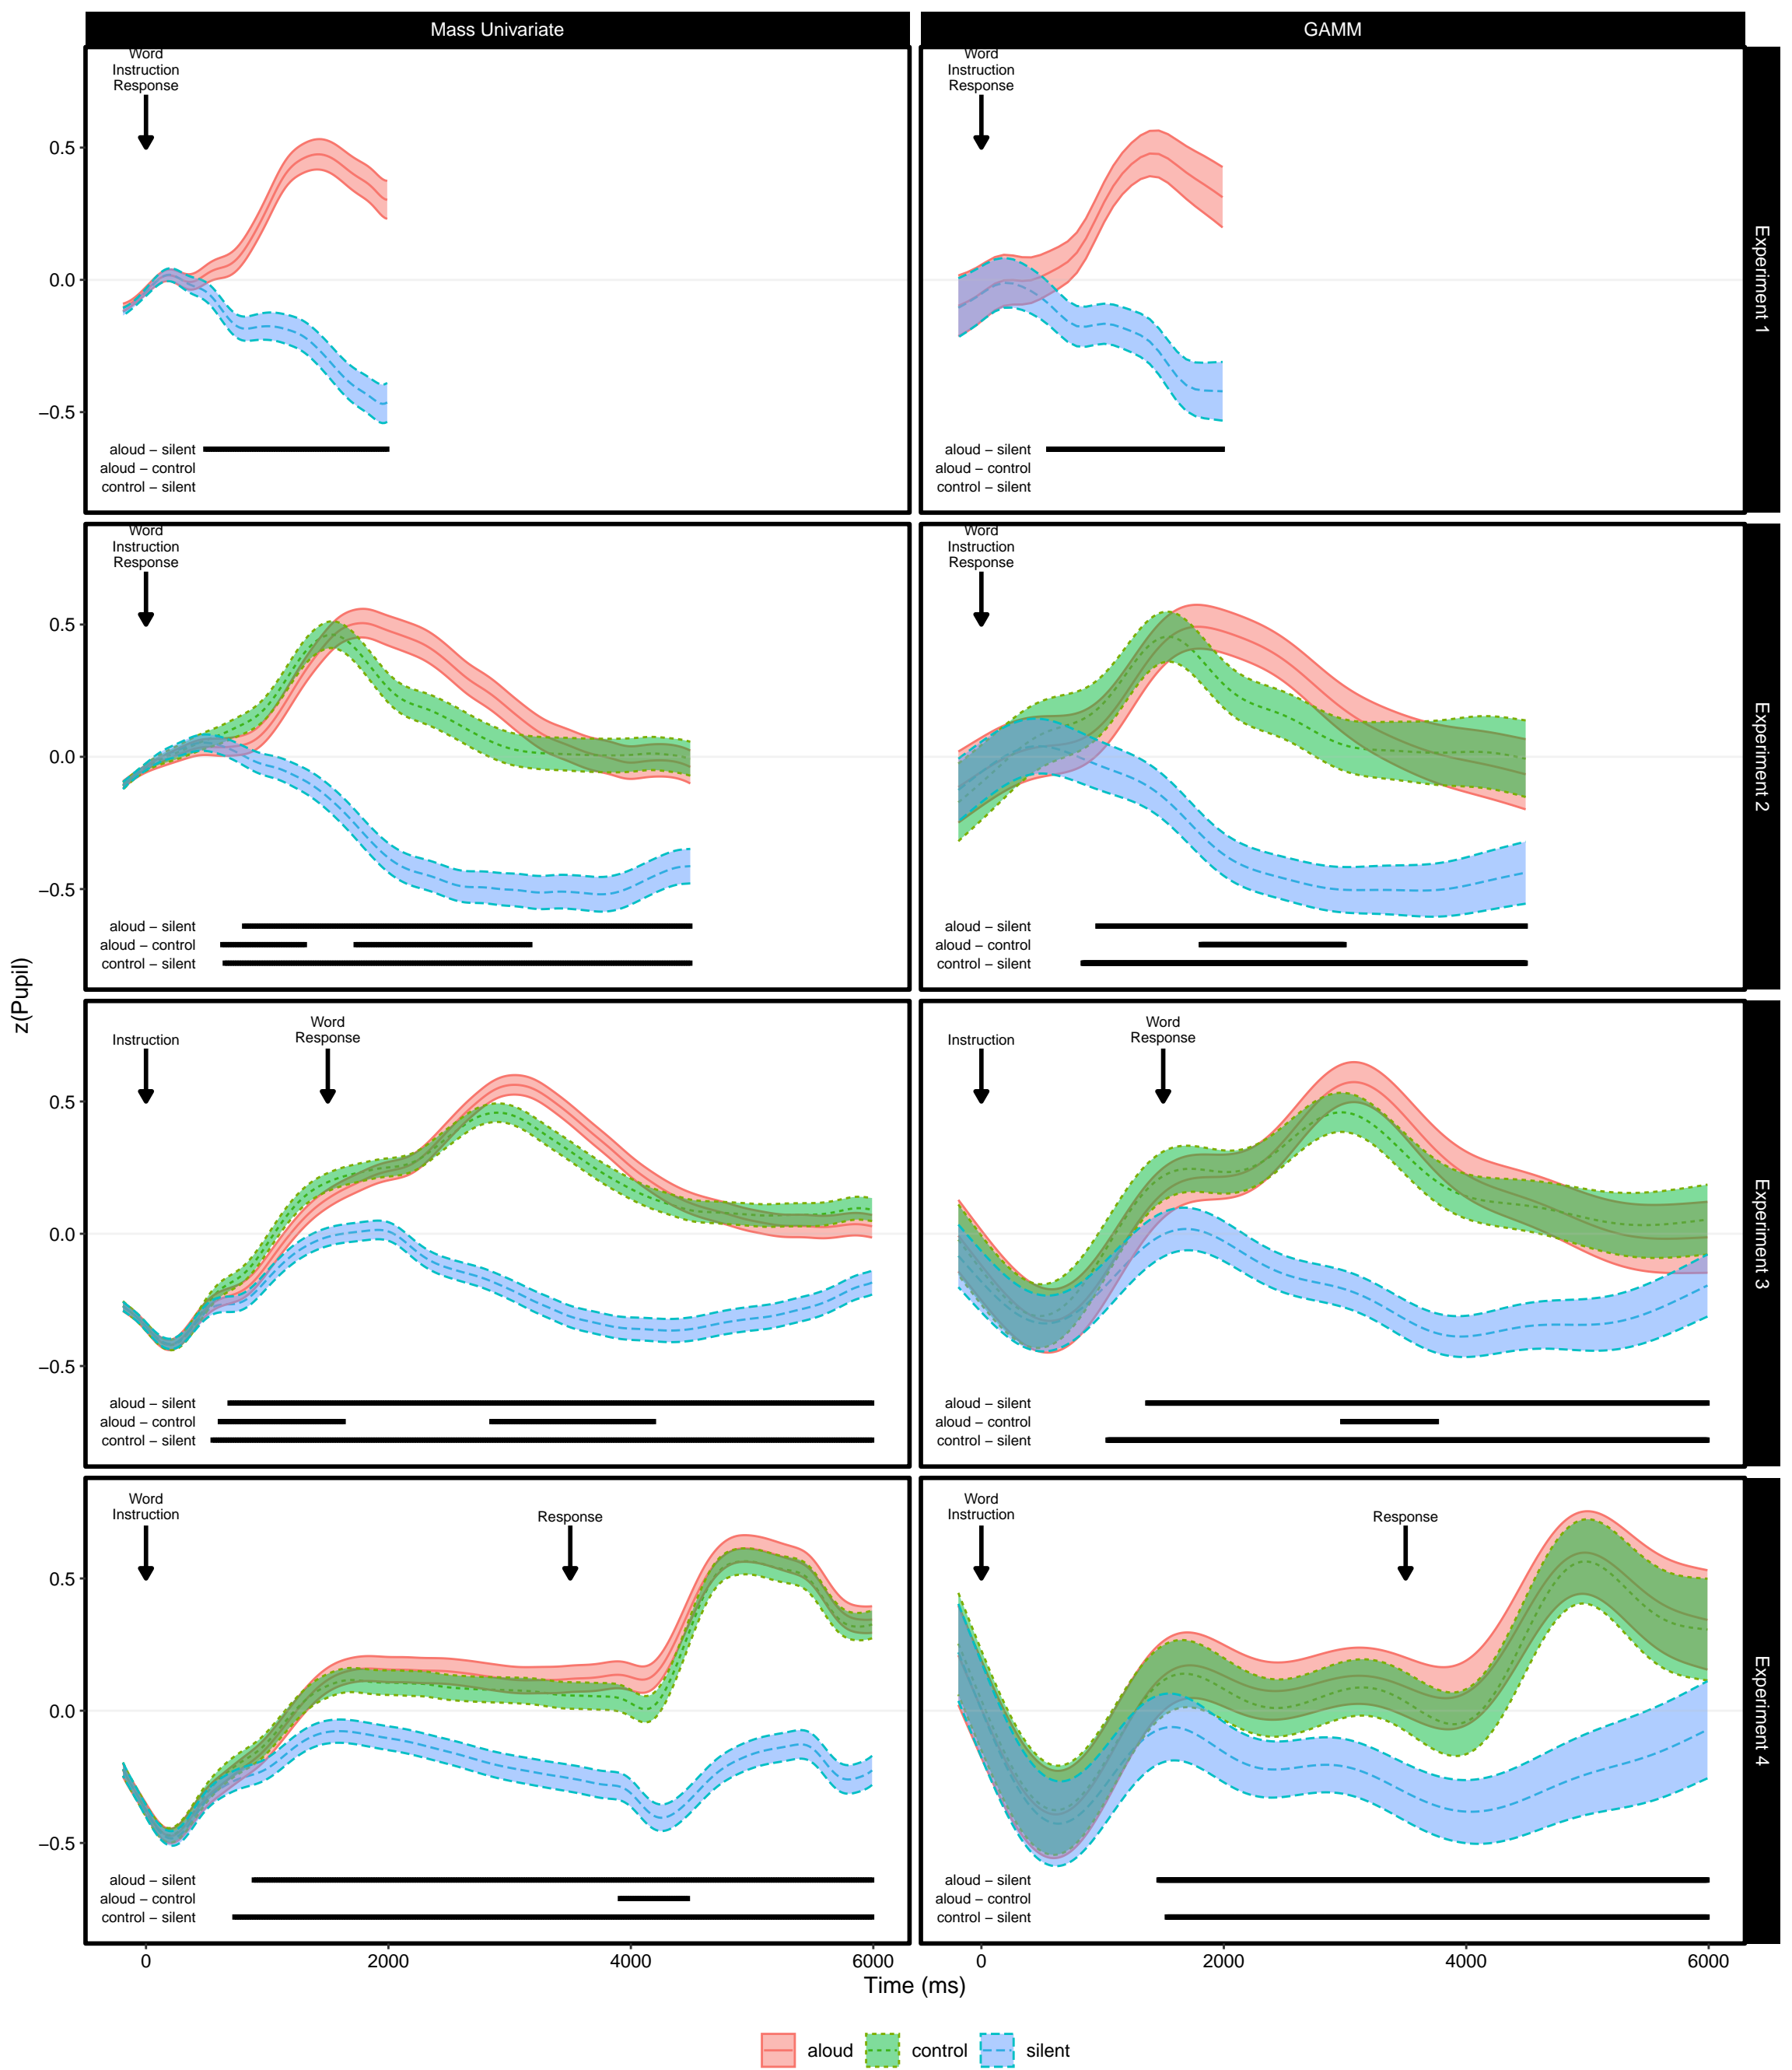 Mass Univariate
GAMM
Word
Instruction
Response
Word
Instruction
Response
0.5
0.0
−0.5
aloud − silent
aloud − control
control − silent
aloud − silent
aloud − control
control − silent
Experiment 1
Word
Instruction
Response
Word
Instruction
Response
0.5
0.0
−0.5
aloud − silent
aloud − control
control − silent
aloud − silent
aloud − control
control − silent
Experiment 2
z(Pupil)
Instruction
Word
Response
Instruction
Word
Response
0.5
0.0
−0.5
aloud − silent
aloud − control
control − silent
aloud − silent
aloud − control
control − silent
Experiment 3
Word
Instruction
Response
Word
Instruction
Response
0.5
0.0
−0.5
aloud − silent
aloud − control
control − silent
aloud − silent
aloud − control
control − silent
Experiment 4
0 2000 4000 6000
0 2000 4000 6000
Time (ms)
aloud control silent